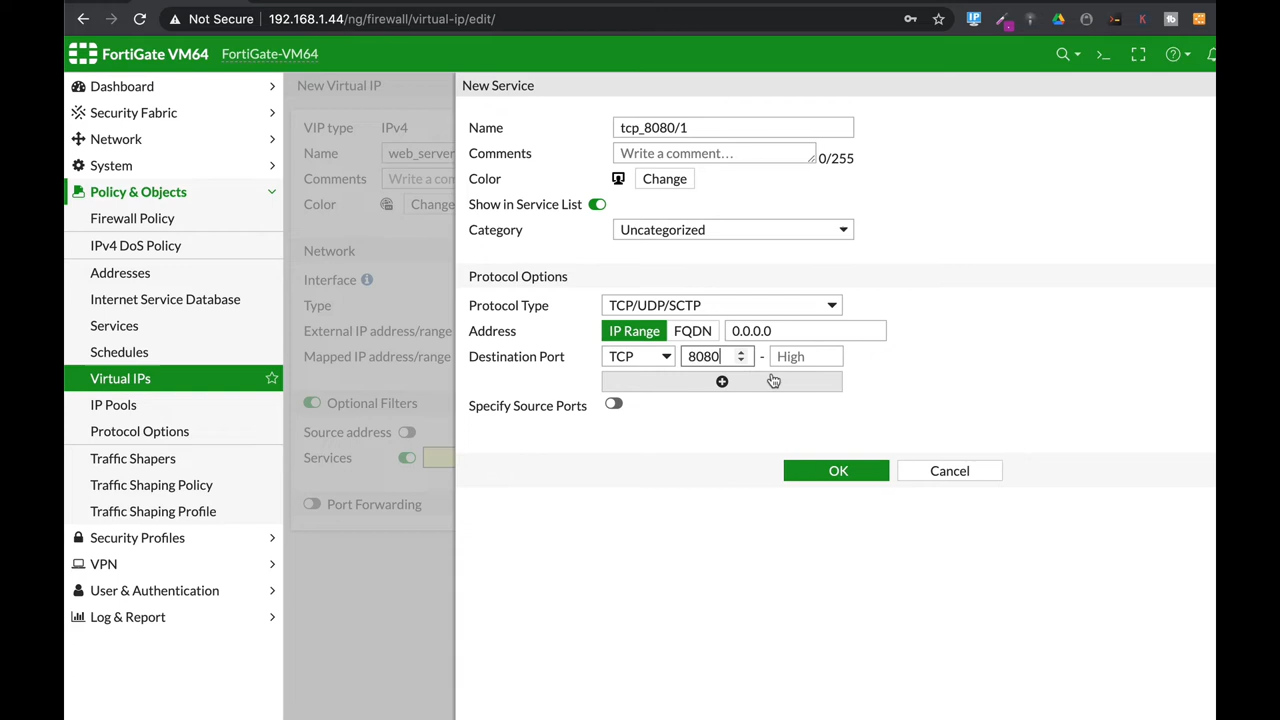 Not Secure 192.168.1.44/ng/firewall/virtual-ip/edit/
FortiGate VM64 FortiGate-VM64
Dashboard
Security Fabric
Network
System
Policy & Objects
Firewall Policy
IPv4 DoS Policy
Addresses
Internet Service Database
Services
Schedules
Virtual IPs
IP Pools
Protocol Options
Traffic Shapers
Traffic Shaping Policy
Traffic Shaping Profile
Security Profiles
VPN
User & Authentication
Log & Report
New Virtual IP
VIP type IPv4
Name web_server
Comments Write a com
Color Change
Network
Interface
Type
External IP address/range
Mapped IP address/range
Optional Filters
Source address
Services
Port Forwarding
New Service
Name tcp_8080/1
Comments Write a comment... 0/255
Color Change
Show in Service List
Category Uncategorized
Protocol Options
Protocol Type TCP/UDP/SCTP
Address IP Range FQDN 0.0.0.0
Destination Port TCP 8080 - High
Specify Source Ports
OK Cancel